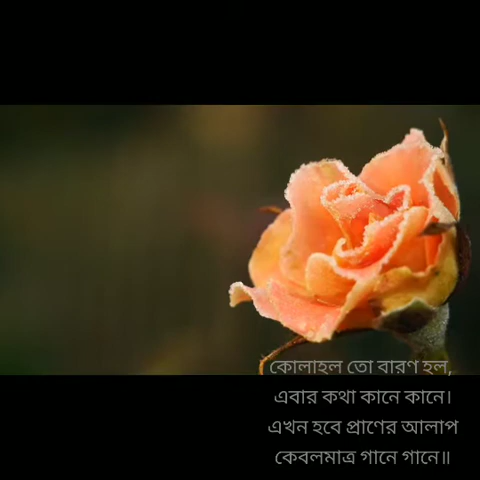 কোলাহল তো বারণ হল,
এবার কথা কানে কানে।
এখন হবে প্রাণের আলাপ
কেবলমাত্র গানে গানে॥